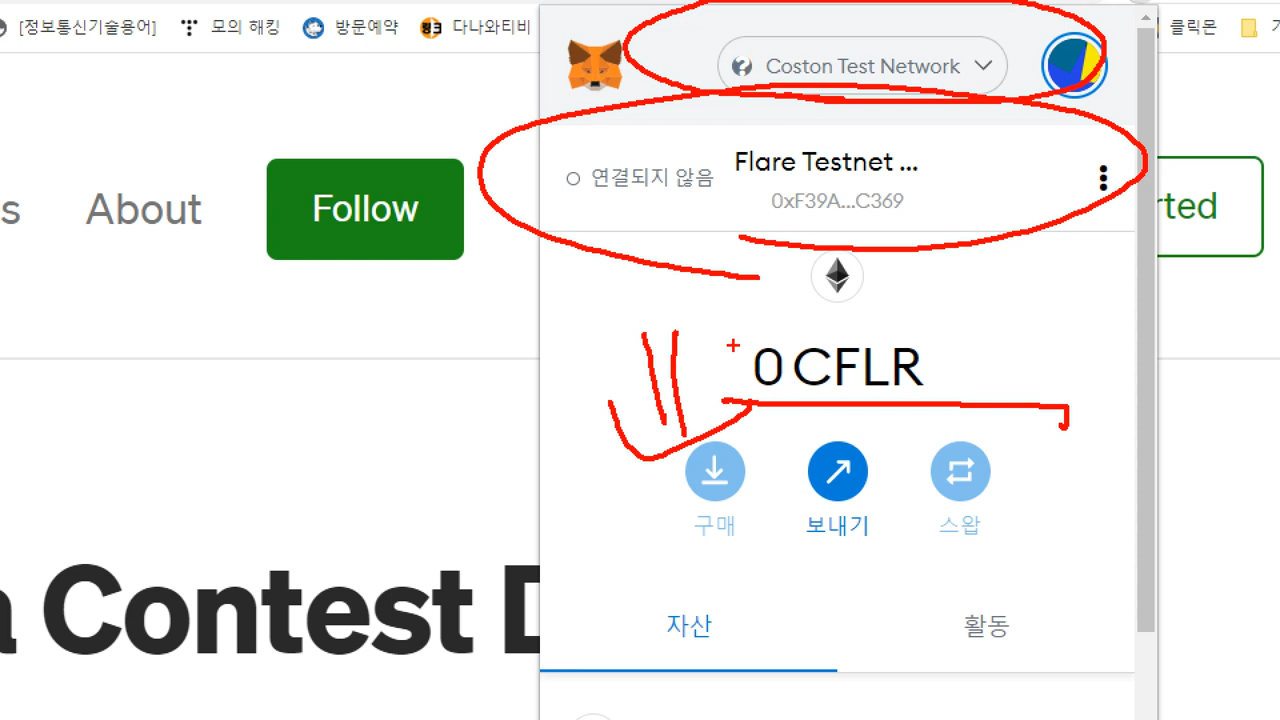 [정보통신기술용어]
모의 해킹
방문예약
다나와티비
클릭몬
Coston Test Network
s
About
Follow
연결되지 않음
Flare Testnet ...
0xF39A...C369
rted
0 CFLR
구매
보내기
스왑
a Contest D
자산
활동